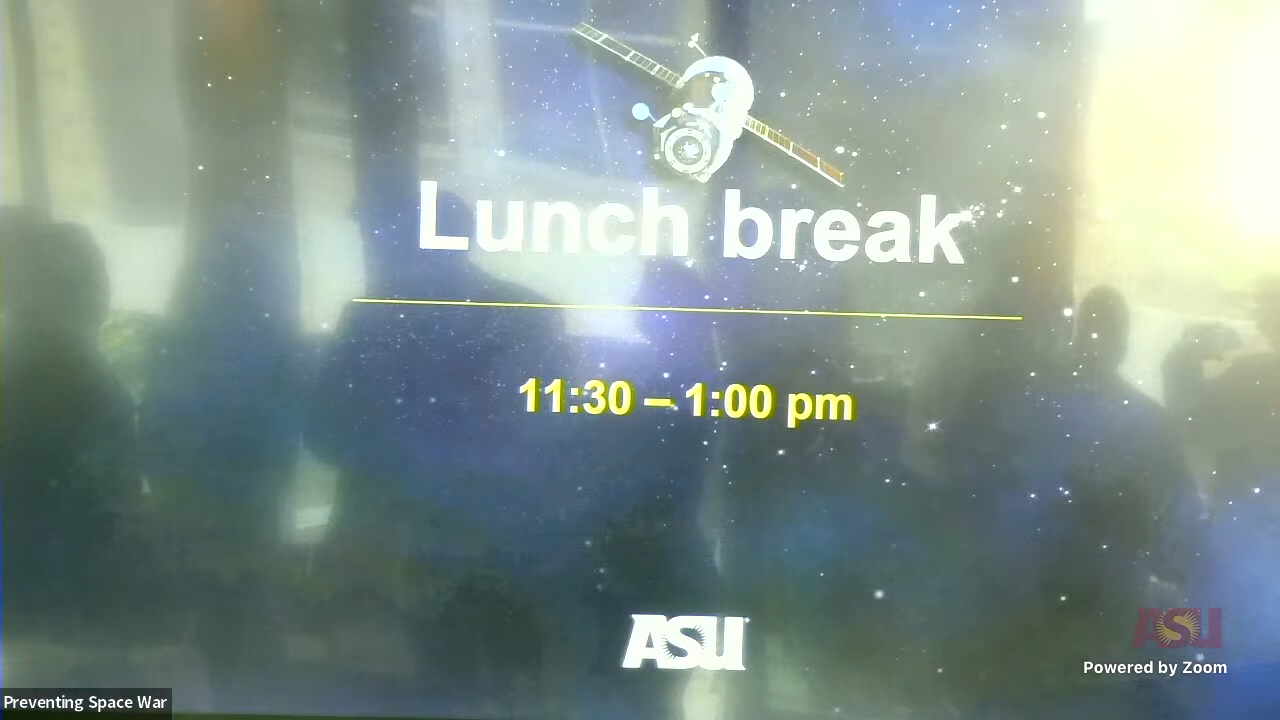 Lunch break
11:30 – 1:00 pm
ASU
ASU
Powered by Zoom
Preventing Space War